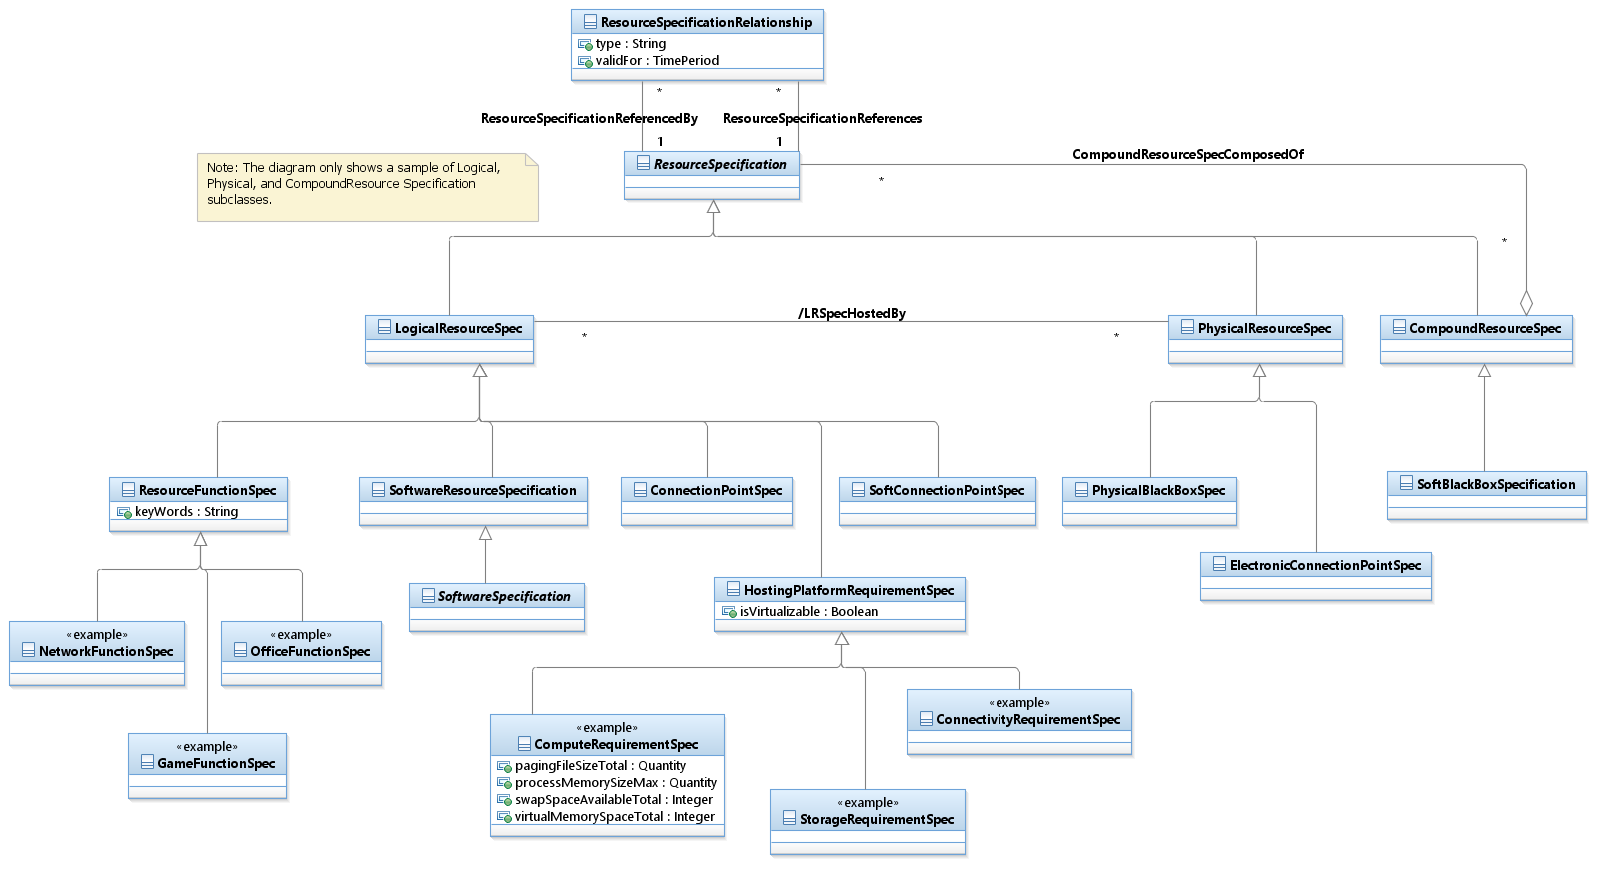 ResourceSpecificationRelationship
type : String
validFor : TimePeriod
*
*
ResourceSpecificationReferencedBy
ResourceSpecificationReferences
1
1
ResourceSpecification
CompoundResourceSpecComposedOf
*
Note: The diagram only shows a sample of Logical,
Physical, and CompoundResource Specification
subclasses.
*
/LRSpecHostedBy
LogicalResourceSpec
*
*
PhysicalResourceSpec
CompoundResourceSpec
ResourceFunctionSpec
keyWords : String
SoftwareResourceSpecification
ConnectionPointSpec
SoftConnectionPointSpec
PhysicalBlackBoxSpec
SoftBlackBoxSpecification
ElectronicConnectionPointSpec
SoftwareSpecification
HostingPlatformRequirementSpec
isVirtualizable : Boolean
«example»
NetworkFunctionSpec
«example»
OfficeFunctionSpec
«example»
GameFunctionSpec
«example»
ComputeRequirementSpec
pagingFileSizeTotal : Quantity
processMemorySizeMax : Quantity
swapSpaceAvailableTotal : Integer
virtualMemorySpaceTotal : Integer
«example»
ConnectivityRequirementSpec
«example»
StorageRequirementSpec